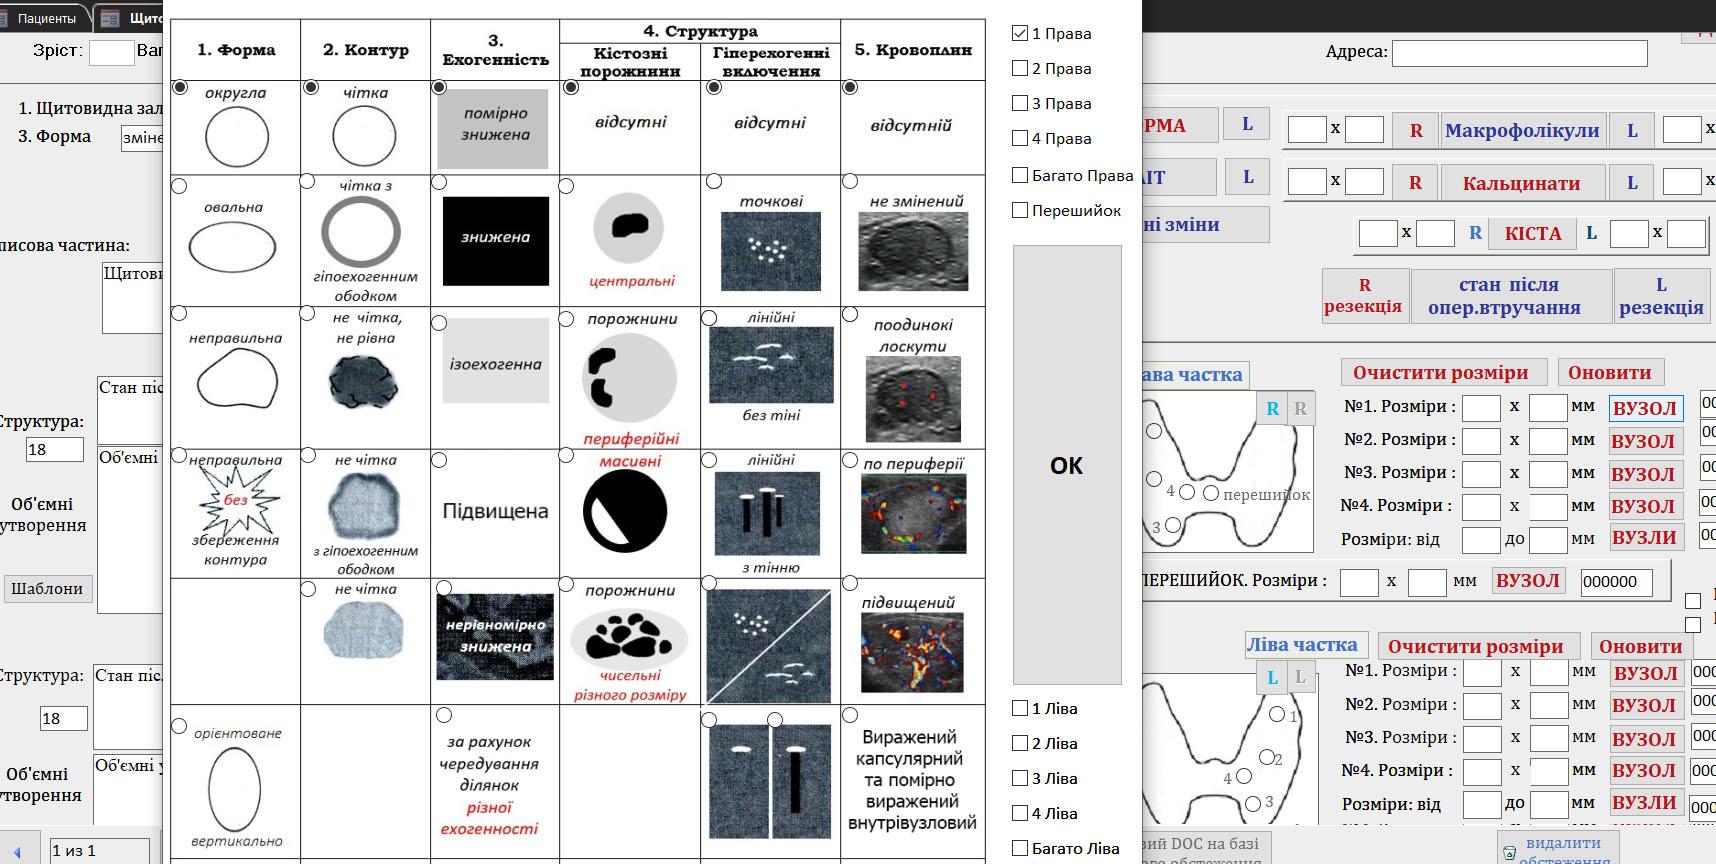 Пациенты
Щито
Зріст:
Ваг
1. Щитовидна зал
3. Форма
зміне
писова частина:
Щитови
Стан піс
Структура:
18
Об'ємні
Об'ємні
утворення
Шаблони
Структура:
Стан післ
18
Об'ємні
Об'ємні у
утворення
1 из 1
1. Форма
2. Контур
3.
Ехогенність
4. Структура
Кістозні
порожнини
Гіперехогенні
включення
5. Кровоплин
округла
чітка
помірно
знижена
відсутні
відсутні
відсутній
овальна
чітка з
гіпоехогенним
ободком
знижена
центральні
точкові
не змінений
неправильна
не чітка,
не рівна
ізоехогенна
порожнини
периферійні
лінійні
без тіні
поодинокі
лоскути
неправильна
без
збереження
контура
не чітка
з гіпоехогенним
ободком
Підвищена
масивні
лінійні
з тінню
по периферії
не чітка
нерівномірно
знижена
порожнини
чисельні
різного розміру
підвищений
орієнтоване
вертикально
за рахунок
чередування
ділянок
різної
ехогенності
Виражений
капсулярний
та помірно
виражений
внутрівузловий
1 Права
2 Права
3 Права
4 Права
Багато Права
Перешийок
ОК
1 Ліва
2 Ліва
3 Ліва
4 Ліва
Багато Ліва
Адреса:
РМА
L
x
R
Макрофолікули
L
x
ІТ
L
x
R
Кальцинати
L
x
ні зміни
x
R
КІСТА
L
x
R
резекція
стан після
опер.втручання
L
резекція
ава частка
Очистити розміри
Оновити
R
R
4
перешийок
3
№1. Розміри :
x
мм
ВУЗОЛ
00
№2. Розміри :
x
мм
ВУЗОЛ
00
№3. Розміри :
x
мм
ВУЗОЛ
00
№4. Розміри :
x
мм
ВУЗОЛ
00
Розміри: від
до
мм
ВУЗЛИ
00
ПЕРЕШИЙОК. Розміри :
x
мм
ВУЗОЛ
000000
Ліва частка
Очистити розміри
Оновити
L
L
1
2
4
3
№1. Розміри :
x
мм
ВУЗОЛ
000
№2. Розміри :
x
мм
ВУЗОЛ
000
№3. Розміри :
x
мм
ВУЗОЛ
000
№4. Розміри :
x
мм
ВУЗОЛ
000
Розміри: від
до
мм
ВУЗЛИ
000
вий DOC на базі
ого обстеження
видалити
обстеження